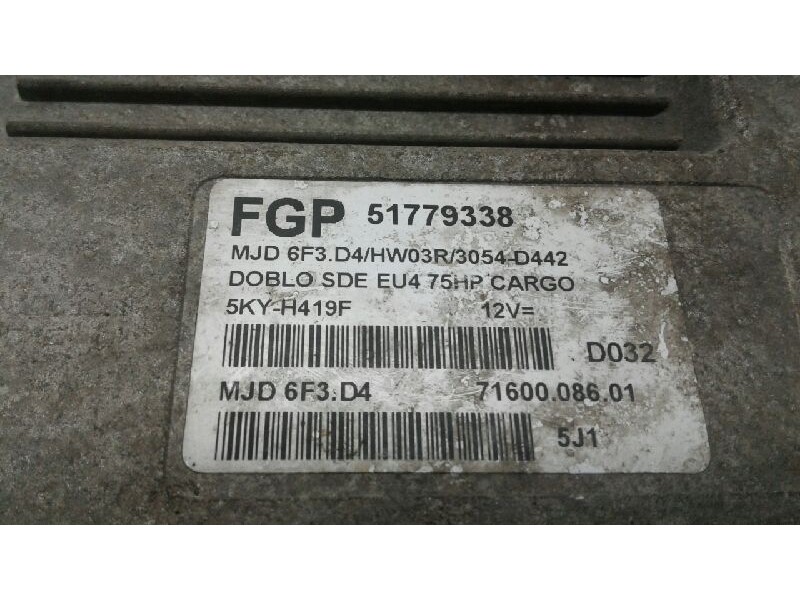 FGP 51779338
MJD 6F3.D4/HW03R/3054-D442
DOBLO SDE EU4 75HP CARGO
5KY-H419F 12V=
D032
MJD 6F3.D4 71600.086.01
5J1